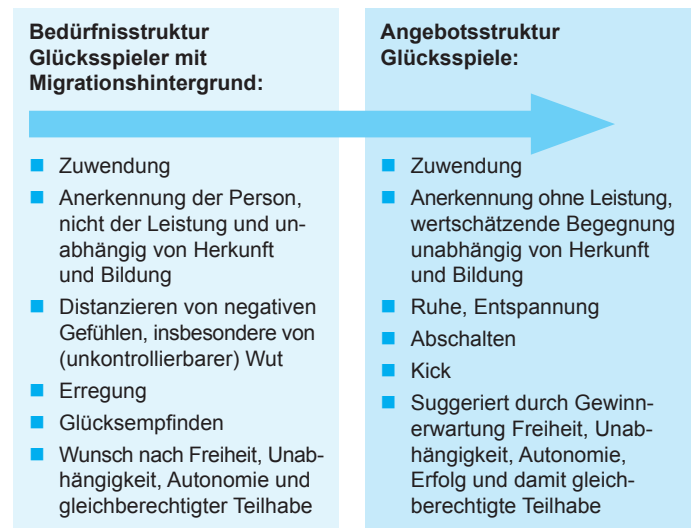 Bedürfnisstruktur
Glücksspieler mit
Migrationshintergrund:
Zuwendung
Anerkennung der Person,
nicht der Leistung und un-
abhängig von Herkunft
und Bildung
Distanzieren von negativen
Gefühlen, insbesondere von
(unkontrollierbarer) Wut
Erregung
Glücksempfinden
Wunsch nach Freiheit, Unab-
hängigkeit, Autonomie und
gleichberechtigter Teilhabe
Angebotsstruktur
Glücksspiele:
Zuwendung
Anerkennung ohne Leistung,
wertschätzende Begegnung
unabhängig von Herkunft
und Bildung
Ruhe, Entspannung
Abschalten
Kick
Suggeriert durch Gewinn-
erwartung Freiheit, Unab-
hängigkeit, Autonomie,
Erfolg und damit gleich-
berechtigte Teilhabe